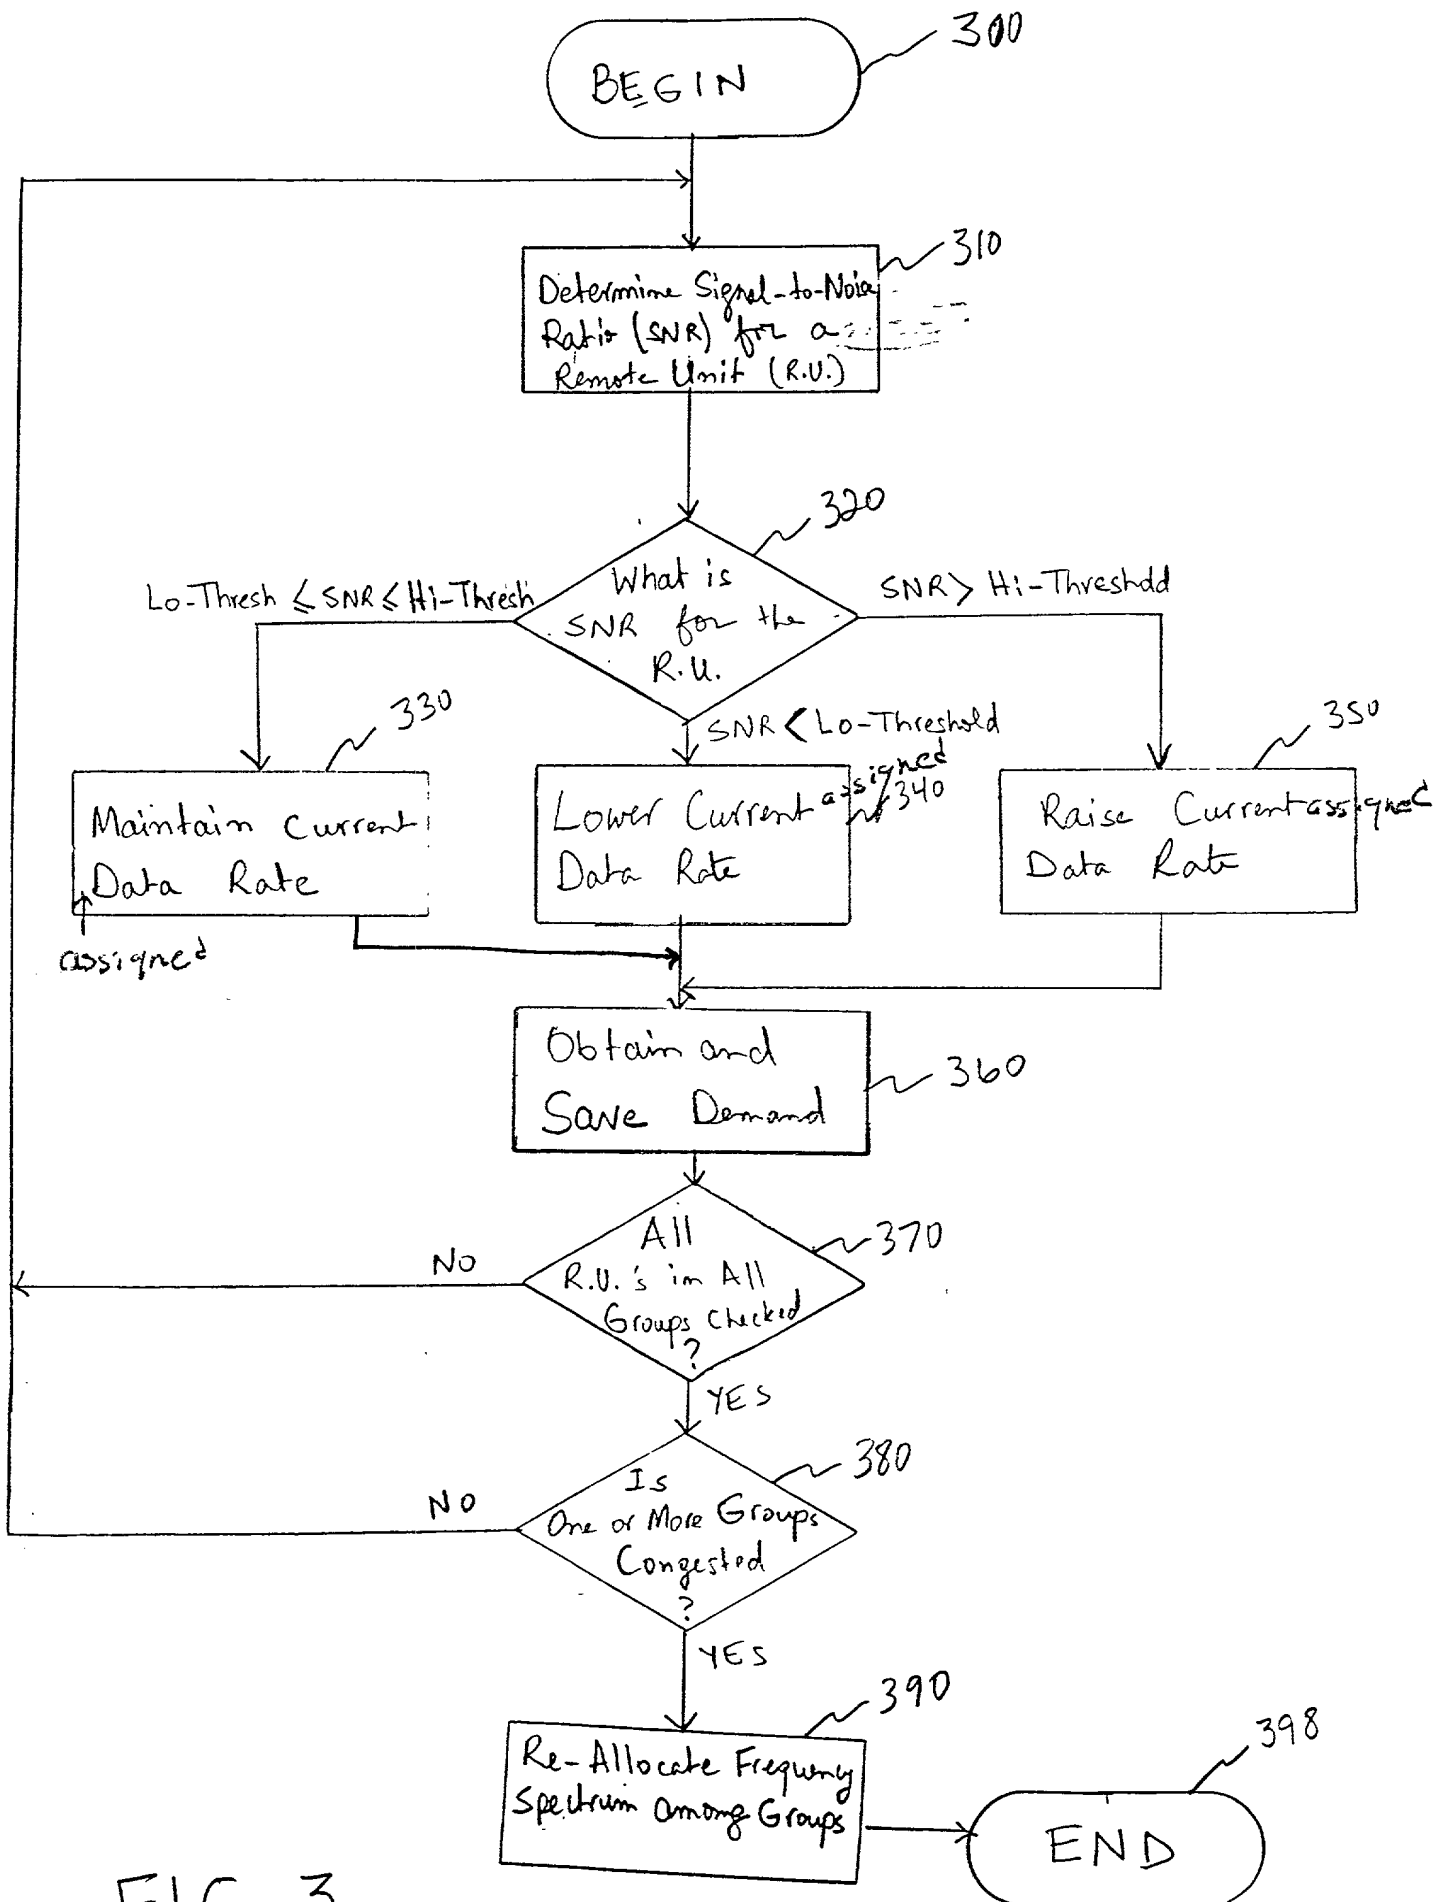 300
BEGIN
310
Determine Signal-to-Noise
Ratio (SNR) for a
Remote Unit (R.U.)
320
What is
SNR for the
R.U.
Lo-Thresh ≤ SNR ≤ Hi-Thresh
SNR > Hi-Threshold
SNR < Lo-Threshold
330
Maintain Current
Data Rate
assigned
assigned
340
Lower Current
Data Rate
350
Raise Current assigned
Data Rate
Obtain and
Save Demand
360
370
All
R.U.'s in All
Groups Checked
?
NO
YES
380
Is
One or More Groups
Congested
?
NO
YES
390
Re-Allocate Frequency
Spectrum among Groups
398
END
FIG. 3